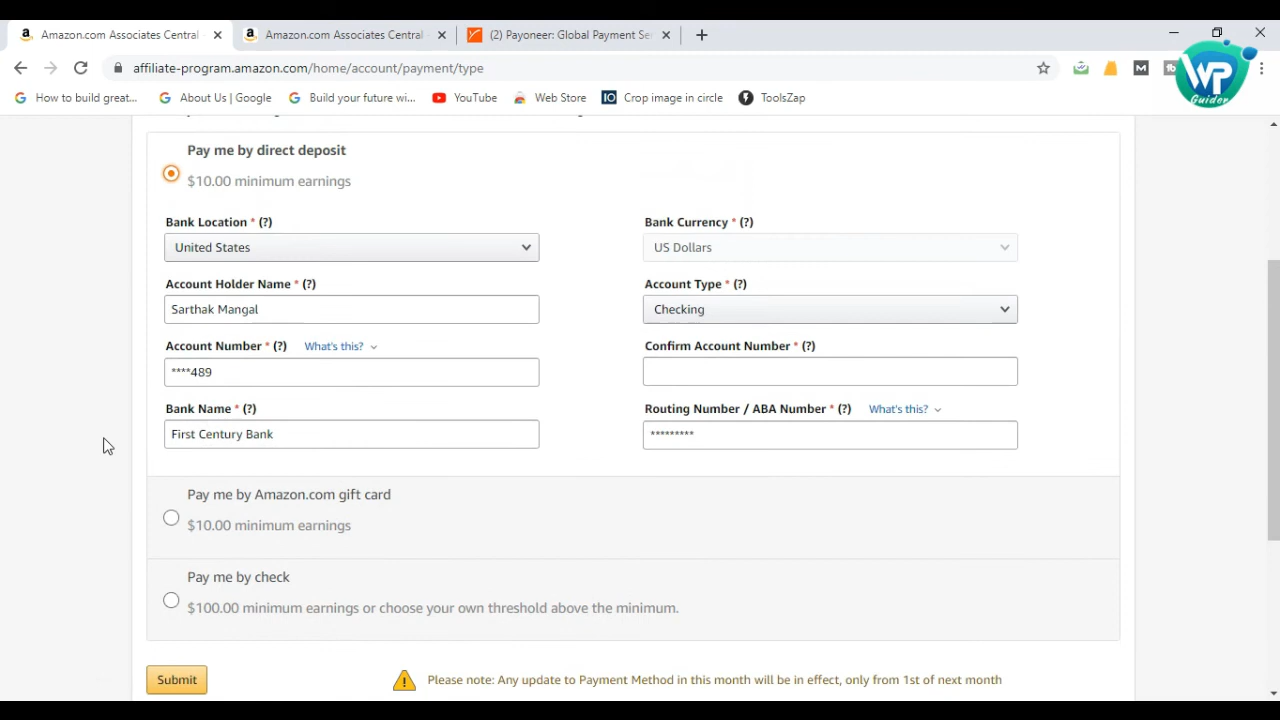 Amazon.com Associates Central
Amazon.com Associates Central
(2) Payoneer: Global Payment Se
affiliate-program.amazon.com/home/account/payment/type
How to build great...
About Us | Google
Build your future wi...
YouTube
Web Store
Crop image in circle
ToolsZap
WP
Guider
Pay me by direct deposit
$10.00 minimum earnings
Bank Location * (?)
Bank Currency * (?)
United States
US Dollars
Account Holder Name * (?)
Account Type * (?)
Sarthak Mangal
Checking
Account Number * (?) What's this?
Confirm Account Number * (?)
****489
Bank Name * (?)
Routing Number / ABA Number * (?) What's this?
First Century Bank
*********
Pay me by Amazon.com gift card
$10.00 minimum earnings
Pay me by check
$100.00 minimum earnings or choose your own threshold above the minimum.
Submit
Please note: Any update to Payment Method in this month will be in effect, only from 1st of next month